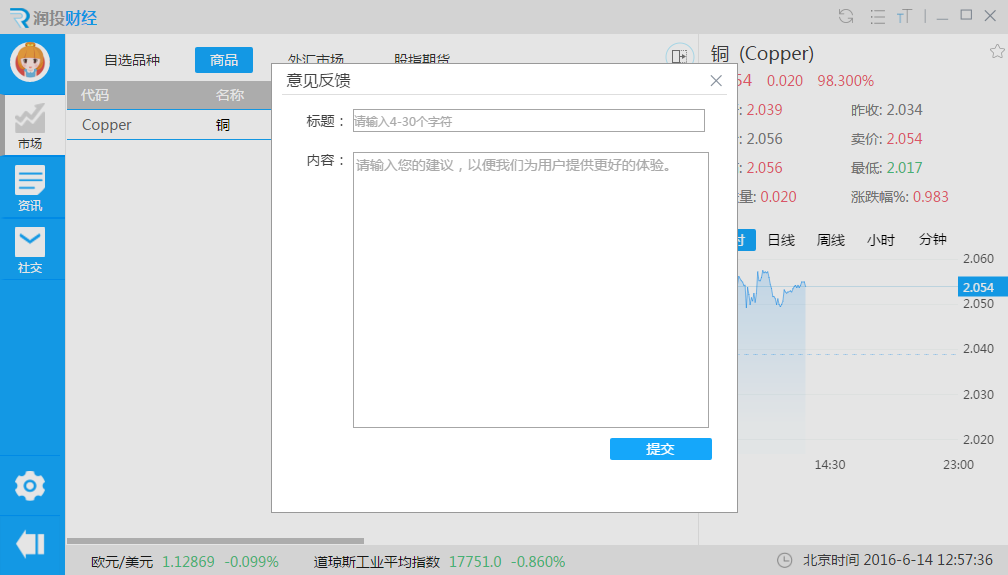 润投财经
TT
自选品种
商品
外汇市场
股指期货
代码
名称
Copper
铜
市场
资讯
社交
意见反馈
标题：
请输入4-30个字符
内容：
请输入您的建议，以便我们为用户提供更好的体验。
提交
铜 (Copper)
54 0.020 98.300%
: 2.039 昨收: 2.034
: 2.056 卖价: 2.054
: 2.056 最低: 2.017
量: 0.020 涨跌幅%: 0.983
时 日线 周线 小时 分钟
2.060
2.054
2.050
2.040
2.030
2.020
14:30 23:00
欧元/美元 1.12869 -0.099% 道琼斯工业平均指数 17751.0 -0.860% 北京时间 2016-6-14 12:57:36